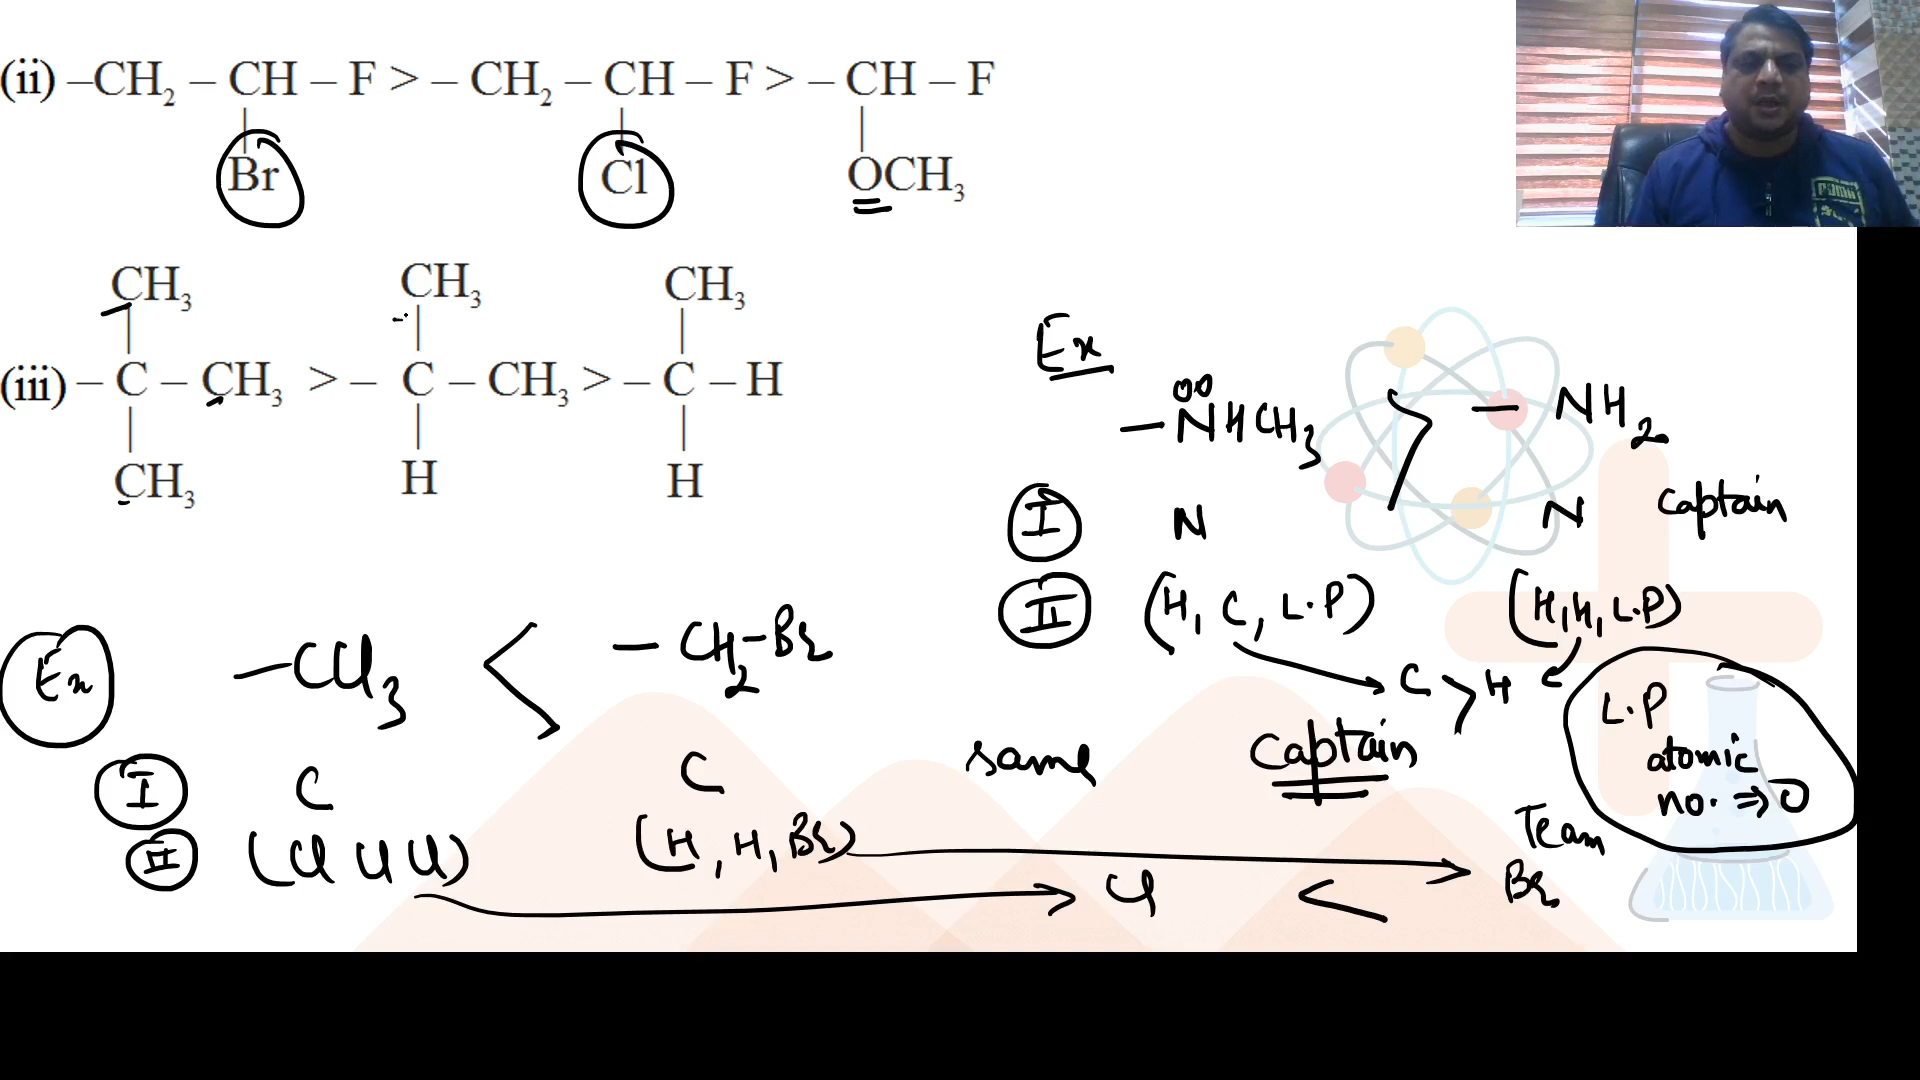 (ii) –CH₂ – CH – F > – CH₂ – CH – F > – CH – F
Br Cl OCH₃
CH₃ CH₃ CH₃
(iii) – C – CH₃ > – C – CH₃ > – C – H
CH₃ H H
Ex
– NHCH₃ > – NH₂
I N N Captain
II (H, C, L.P) (H, H, L.P)
C > H
L.P
atomic
no. ⇒ 0
Ex –CCl₃ < – CH₂–Br
I C C same Captain
II (Cl Cl Cl) (H, H, Br) Team
Cl < Br